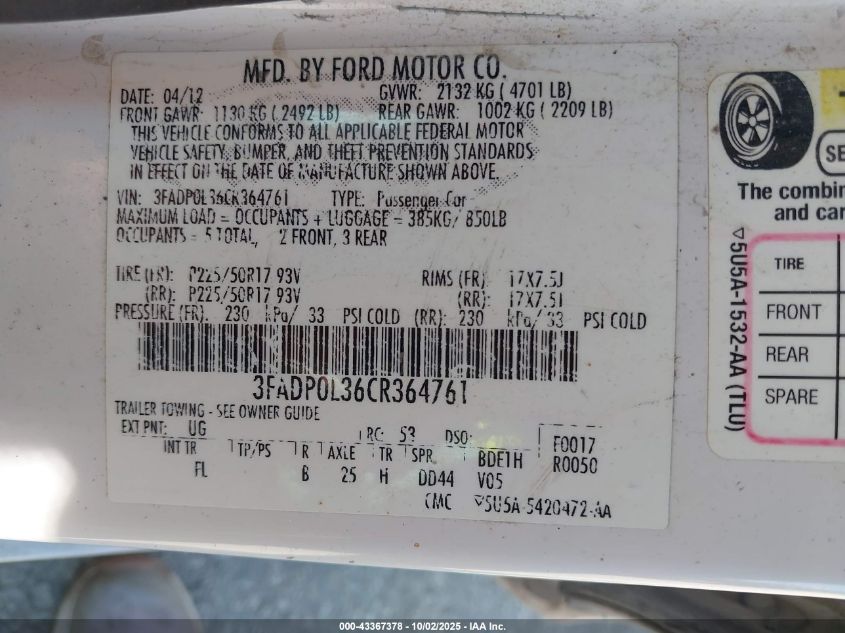 MFD. BY FORD MOTOR CO.
DATE: 04/12 GVWR: 2132 KG ( 4701 LB)
FRONT GAWR: 1130 KG ( 2492 LB) REAR GAWR: 1002 KG ( 2209 LB)
THIS VEHICLE CONFORMS TO ALL APPLICABLE FEDERAL MOTOR
VEHICLE SAFETY, BUMPER, AND THEFT PREVENTION STANDARDS
IN EFFECT ON THE DATE OF MANUFACTURE SHOWN ABOVE.
VIN: 3FADP0L36CR364761 TYPE: Passenger Car
MAXIMUM LOAD = OCCUPANTS + LUGGAGE = 385KG/ 850LB
OCCUPANTS = 5 TOTAL, 2 FRONT, 3 REAR
TIRE (FR): P225/50R17 93V RIMS (FR): 17X7.5J
(RR): P225/50R17 93V (RR): 17X7.5J
PRESSURE (FR): 230 kPa/ 33 PSI COLD (RR): 230 kPa/ 33 PSI COLD
3FADP0L36CR364761
TRAILER TOWING - SEE OWNER GUIDE
EXT PNT: UG RC: 53 DSO: F0017
INT TR TP/PS R AXLE TR SPR BDE1H R0050
FL B 25 H DD44 V05
CMC ▽5U5A-5420472-AA
SE
The combin
and car
▽5U5A-1532-AA (TLU)
TIRE
FRONT
REAR
SPARE
000-43367378 - 10/02/2025 - IAA Inc.